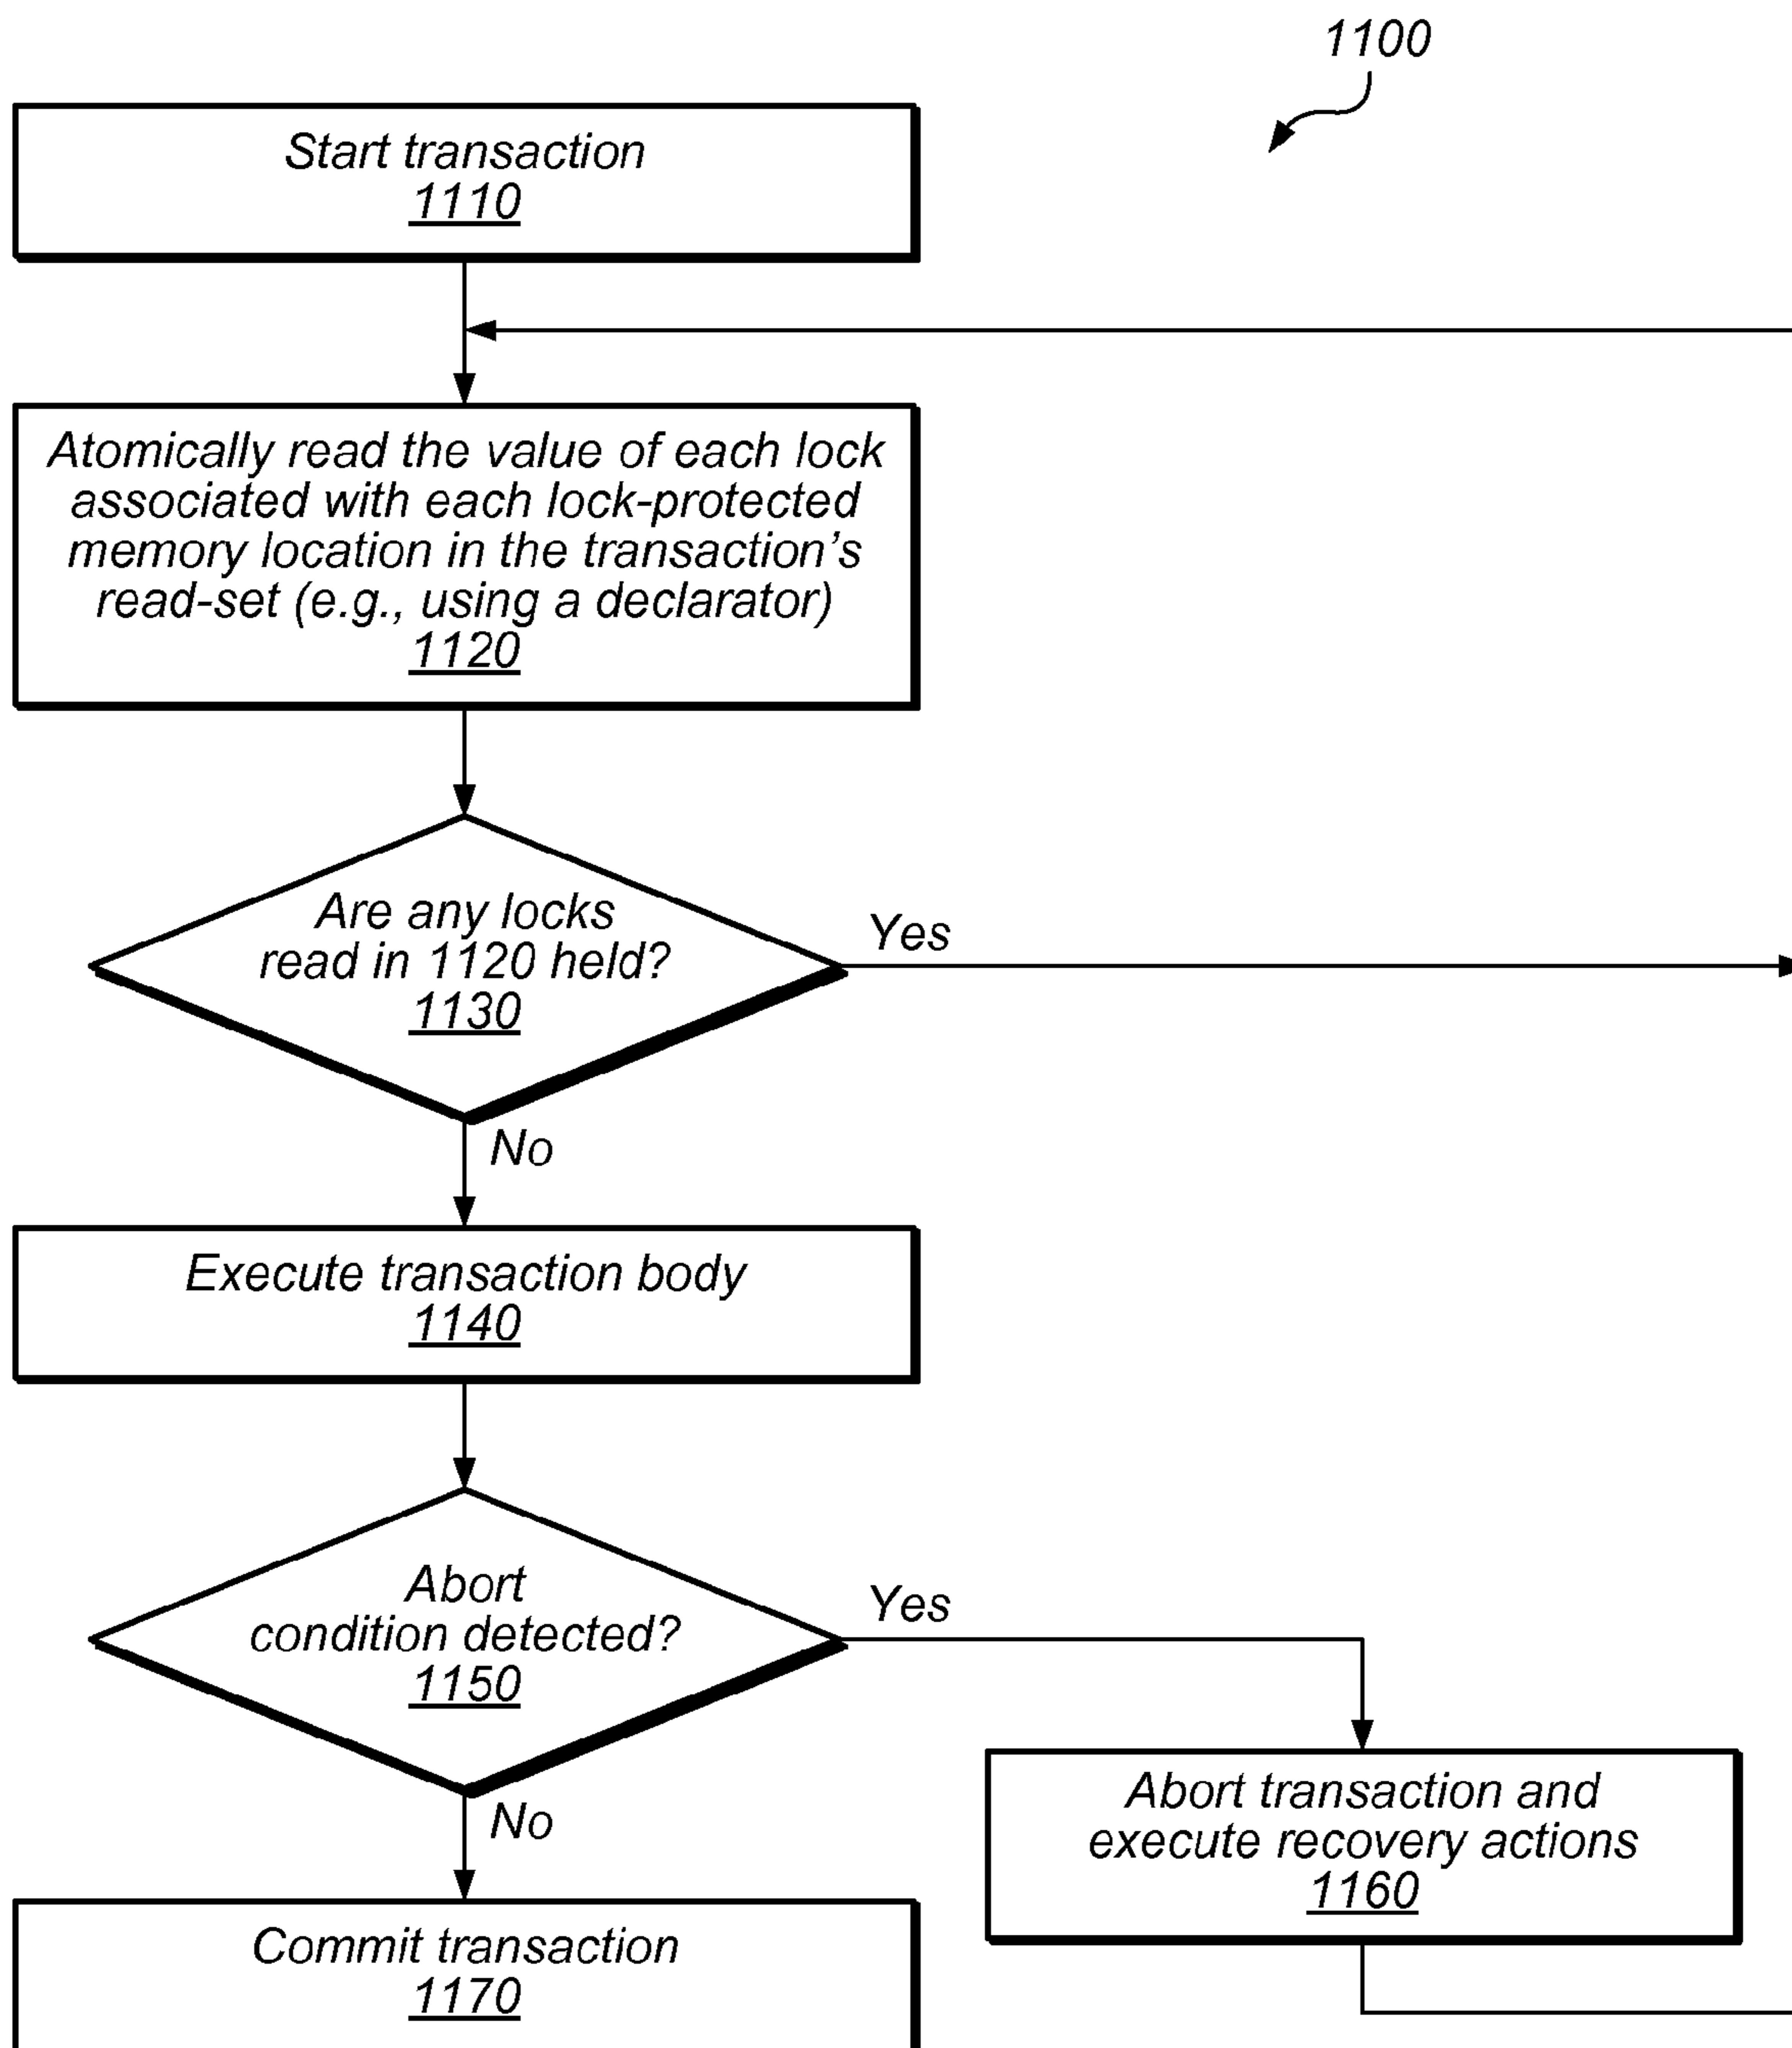 1100
Start transaction
1110
Atomically read the value of each lock
associated with each lock-protected
memory location in the transaction's
read-set (e.g., using a declarator)
1120
Are any locks
read in 1120 held?
1130
Yes
No
Execute transaction body
1140
Abort
condition detected?
1150
Yes
No
Abort transaction and
execute recovery actions
1160
Commit transaction
1170